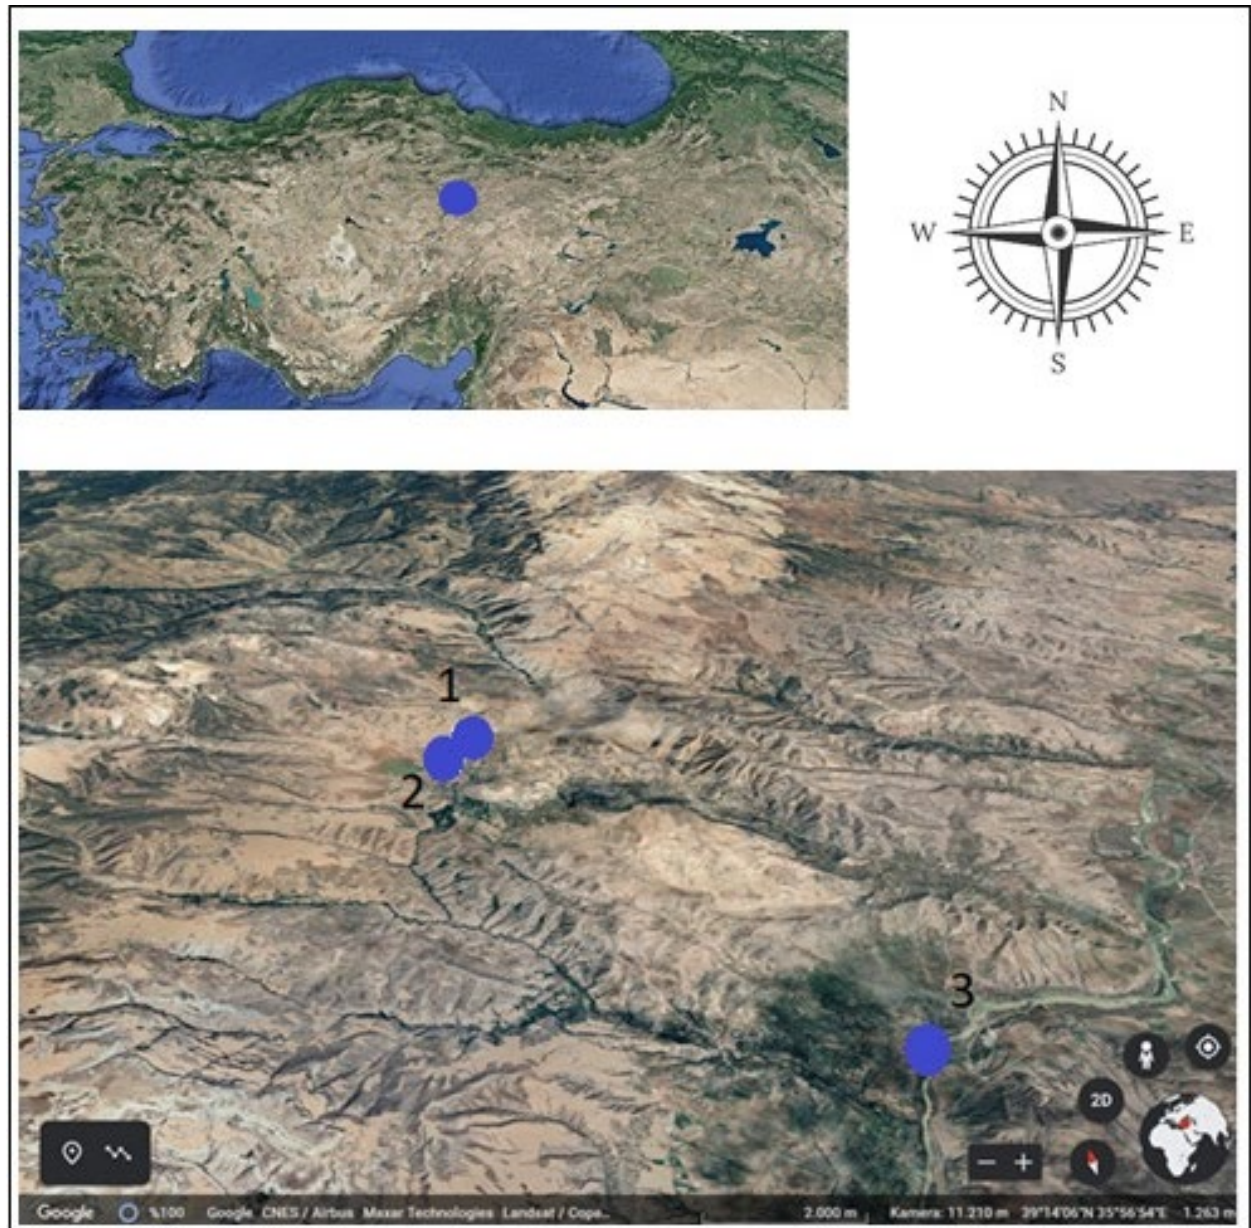 N
W E
S
1
2
3
2D
Google %100 Google CNES / Airbus Maxar Technologies Landsat / Cope... 2.000 m Kamera: 11.210 m 39°14'06"N 35°56'54"E 1.263 m